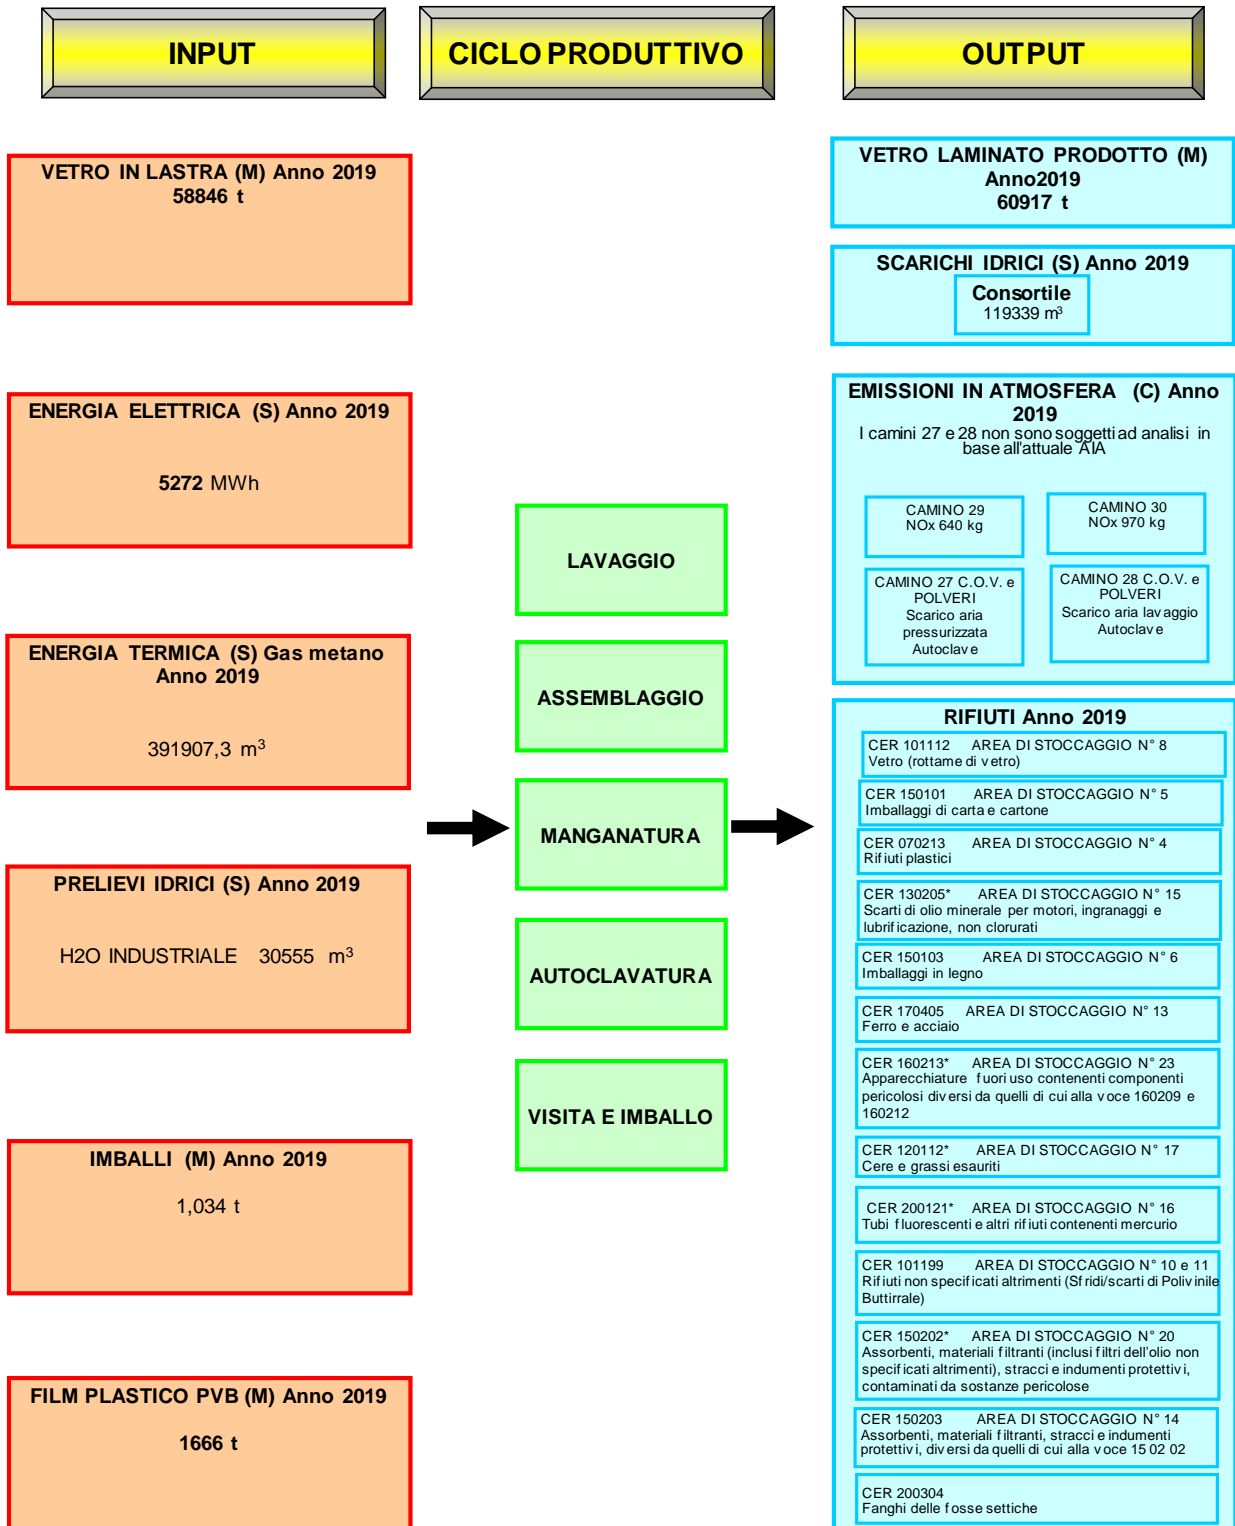 INPUT
CICLO PRODUTTIVO
OUTPUT
VETRO IN LASTRA (M) Anno 2019
58846 t
ENERGIA ELETTRICA (S) Anno 2019
5272 MWh
ENERGIA TERMICA (S) Gas metano
Anno 2019
391907,3 m³
PRELIEVI IDRICI (S) Anno 2019
H2O INDUSTRIALE 30555 m³
IMBALLI (M) Anno 2019
1,034 t
FILM PLASTICO PVB (M) Anno 2019
1666 t
LAVAGGIO
ASSEMBLAGGIO
MANGANATURA
AUTOCLAVATURA
VISITA E IMBALLO
VETRO LAMINATO PRODOTTO (M)
Anno2019
60917 t
SCARICHI IDRICI (S) Anno 2019
Consortile
119339 m³
EMISSIONI IN ATMOSFERA (C) Anno
2019
I camini 27 e 28 non sono soggetti ad analisi in
base all'attuale AIA
CAMINO 29
NOx 640 kg
CAMINO 30
NOx 970 kg
CAMINO 27 C.O.V. e
POLVERI
Scarico aria
pressurizzata
Autoclave
CAMINO 28 C.O.V. e
POLVERI
Scarico aria lavaggio
Autoclave
RIFIUTI Anno 2019
CER 101112 AREA DI STOCCAGGIO N° 8
Vetro (rottame di vetro)
CER 150101 AREA DI STOCCAGGIO N° 5
Imballaggi di carta e cartone
CER 070213 AREA DI STOCCAGGIO N° 4
Rifiuti plastici
CER 130205* AREA DI STOCCAGGIO N° 15
Scarti di olio minerale per motori, ingranaggi e
lubrificazione, non clorurati
CER 150103 AREA DI STOCCAGGIO N° 6
Imballaggi in legno
CER 170405 AREA DI STOCCAGGIO N° 13
Ferro e acciaio
CER 160213* AREA DI STOCCAGGIO N° 23
Apparecchiature fuori uso contenenti componenti
pericolosi diversi da quelli di cui alla voce 160209 e
160212
CER 120112* AREA DI STOCCAGGIO N° 17
Cere e grassi esauriti
CER 200121* AREA DI STOCCAGGIO N° 16
Tubi fluorescenti e altri rifiuti contenenti mercurio
CER 101199 AREA DI STOCCAGGIO N° 10 e 11
Rifiuti non specificati altrimenti (Sfridi/scarti di Polivinile
Buttirrale)
CER 150202* AREA DI STOCCAGGIO N° 20
Assorbenti, materiali filtranti (inclusi filtri dell'olio non
specificati altrimenti), stracci e indumenti protettivi,
contaminati da sostanze pericolose
CER 150203 AREA DI STOCCAGGIO N° 14
Assorbenti, materiali filtranti, stracci e indumenti
protettivi, diversi da quelli di cui alla voce 15 02 02
CER 200304
Fanghi delle fosse settiche